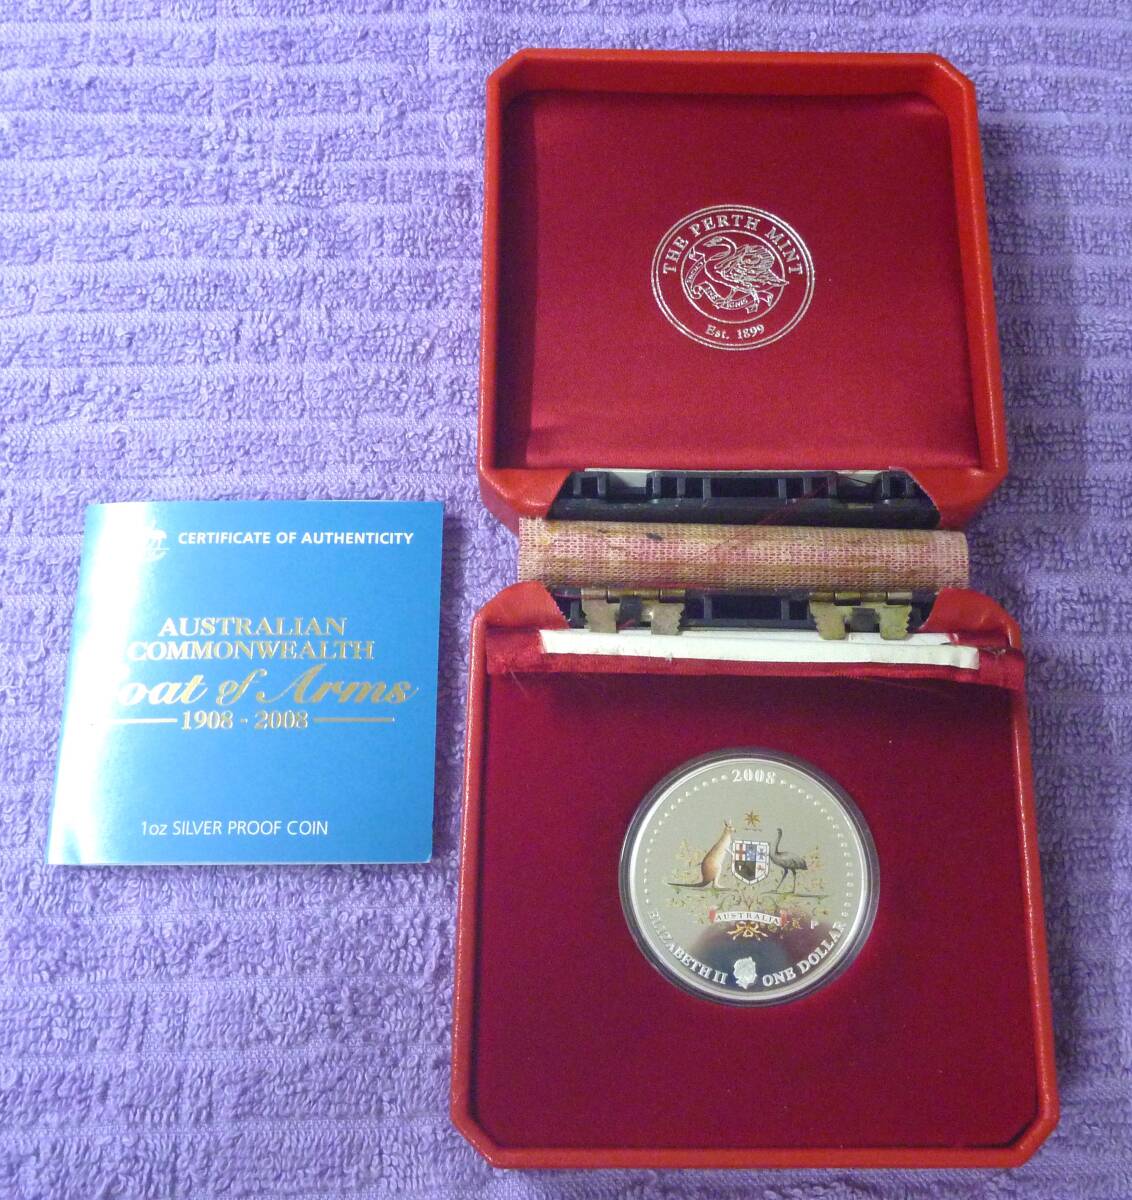 THE PERTH MINT
Est. 1899
CERTIFICATE OF AUTHENTICITY
AUSTRALIAN
COMMONWEALTH
Coat of Arms
1908 - 2008
1oz SILVER PROOF COIN
2008
AUSTRALIA
P
ELIZABETH II ONE DOLLAR